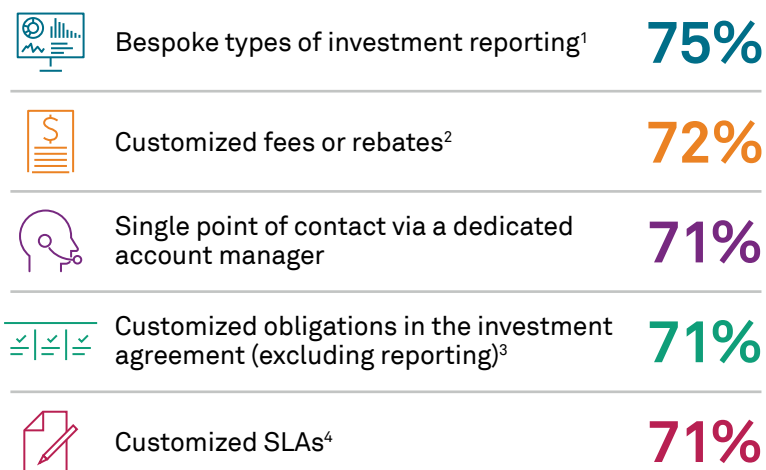 Bespoke types of investment reporting¹ 75%
$
Customized fees or rebates² 72%
Single point of contact via a dedicated
account manager
71%
Customized obligations in the investment
agreement (excluding reporting)³
71%
Customized SLAs⁴ 71%